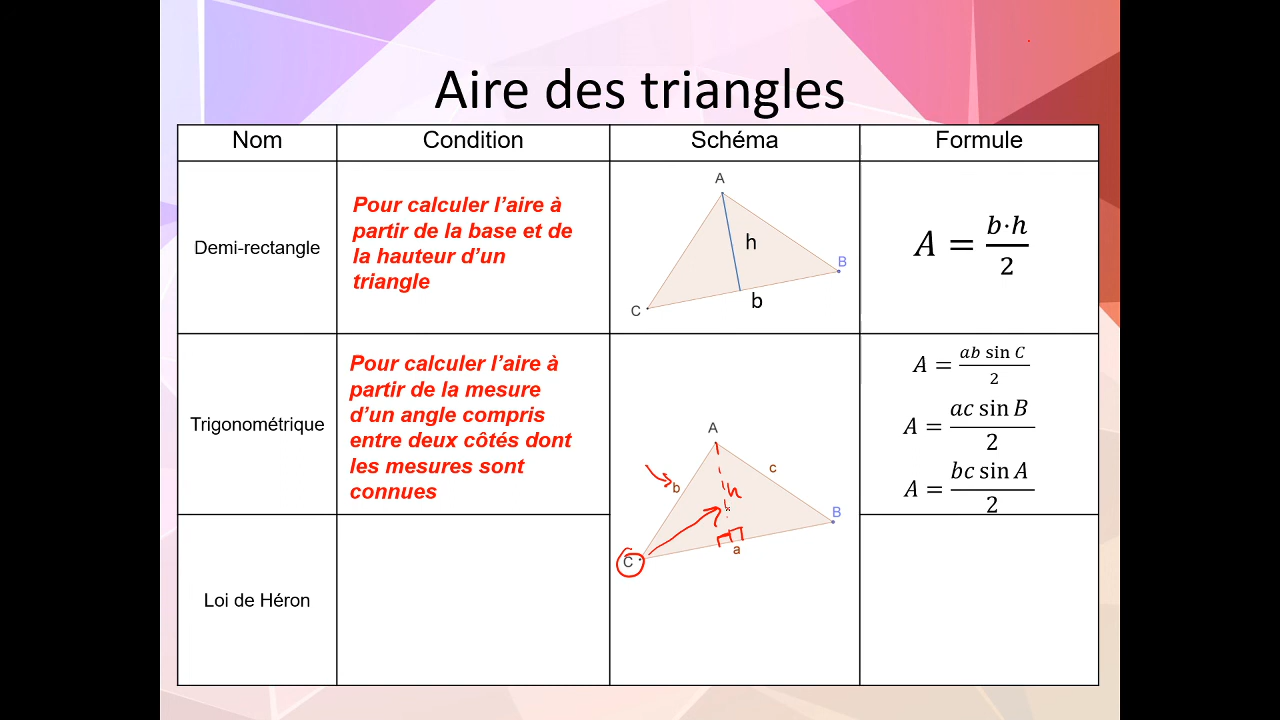 Aire des triangles
Nom
Condition
Schéma
Formule
Demi-rectangle
Pour calculer l’aire à
partir de la base et de
la hauteur d’un
triangle
A
h
B
b
C
A = b·h/2
Trigonométrique
Pour calculer l’aire à
partir de la mesure
d’un angle compris
entre deux côtés dont
les mesures sont
connues
A
c
b
h
B
a
C
A = ab sin C/2
A = ac sin B/2
A = bc sin A/2
Loi de Héron